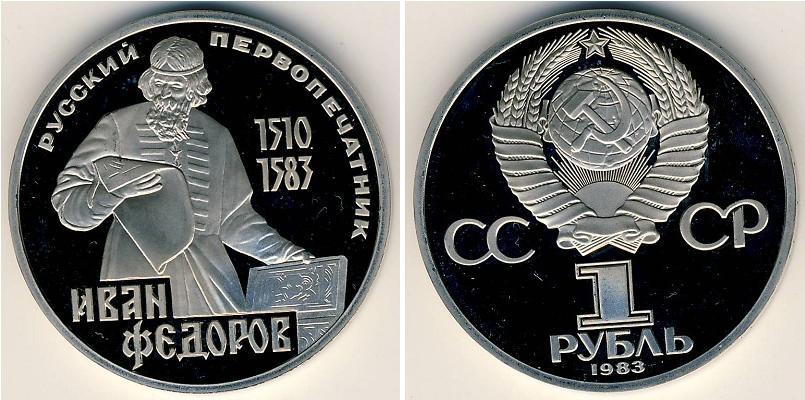 РУССКИЙ ПЕРВОПЕЧАТНИК
1510
1583
ИВАН
ФЕДОРОВ
СС СР
1
РУБЛЬ
1983